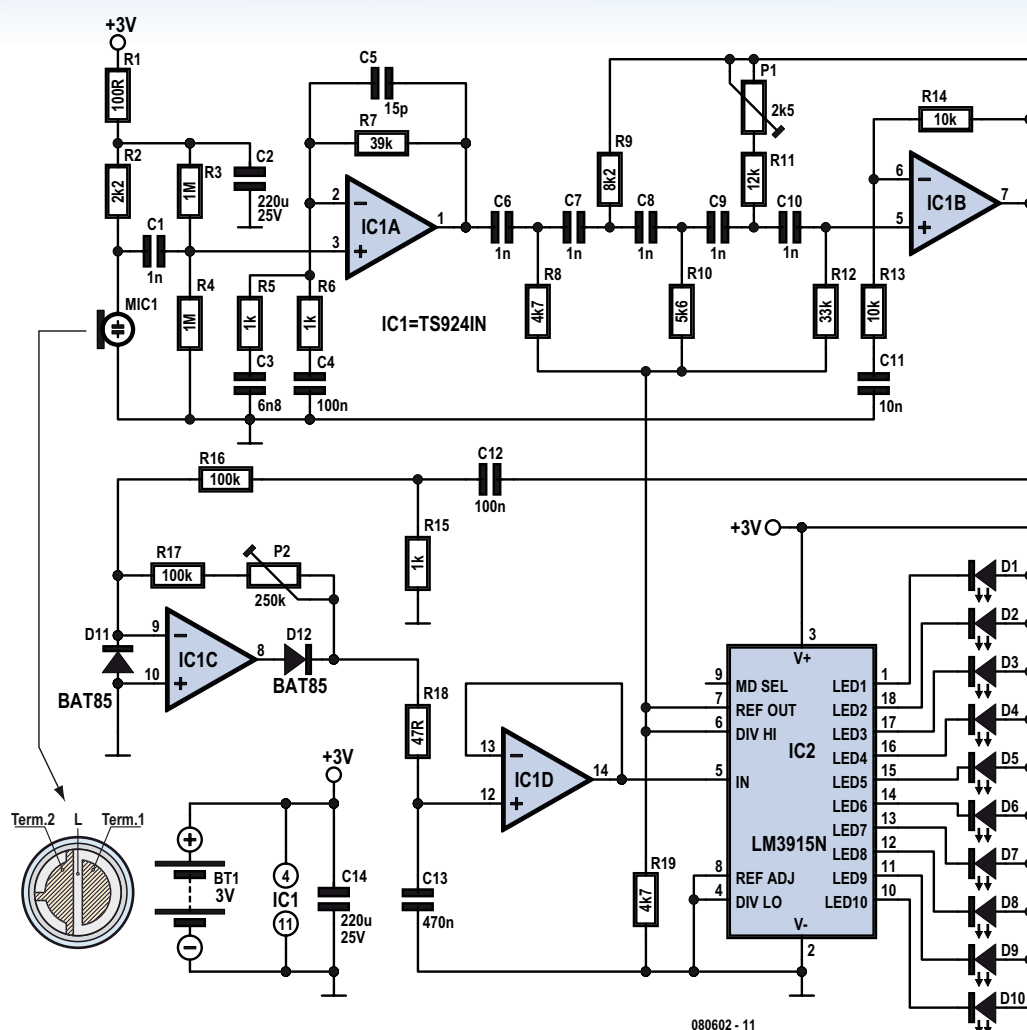 +3V
R1
100R
R2
2k2
R3
1M
C2
220u
25V
C1
1n
R4
1M
MIC1
C5
15p
R7
39k
2
3
1
IC1A
R5
1k
R6
1k
C3
6n8
C4
100n
IC1=TS924IN
C6
1n
C7
1n
C8
1n
C9
1n
C10
1n
R8
4k7
R9
8k2
R10
5k6
P1
2k5
R11
12k
R12
33k
R14
10k
6
5
7
IC1B
R13
10k
C11
10n
R16
100k
C12
100n
R15
1k
R17
100k
P2
250k
D11
BAT85
9
10
8
IC1C
D12
BAT85
R18
47R
13
12
14
IC1D
C13
470n
R19
4k7
+3V
BT1
3V
4
IC1
11
C14
220u
25V
Term.2 L Term.1
+3V
3
V+
9 MD SEL LED1 1
7 REF OUT LED2 18
6 DIV HI LED3 17
LED4 16
IC2
5 IN LED5 15
LED6 14
LED7 13
LM3915N
LED8 12
8 REF ADJ LED9 11
4 DIV LO LED10 10
V-
2
D1
D2
D3
D4
D5
D6
D7
D8
D9
D10
080602 - 11